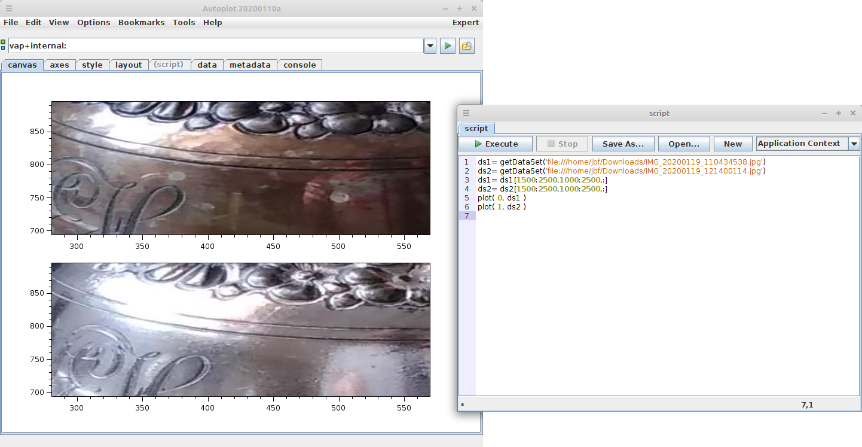 Autoplot 20200110a
File Edit View Options Bookmarks Tools Help Expert
vap+internal:
canvas axes style layout (script) data metadata console
850
800
750
700
300 350 400 450 500 550
850
800
750
700
300 350 400 450 500 550
script
script
Execute Stop Save As... Open... New Application Context
1 ds1= getDataSet('file:///home/jbf/Downloads/IMG_20200119_110434538.jpg')
2 ds2= getDataSet('file:///home/jbf/Downloads/IMG_20200119_121400114.jpg')
3 ds1= ds1[1500:2500,1000:2500,:]
4 ds2= ds2[1500:2500,1000:2500,:]
5 plot( 0, ds1 )
6 plot( 1, ds2 )
7
7,1